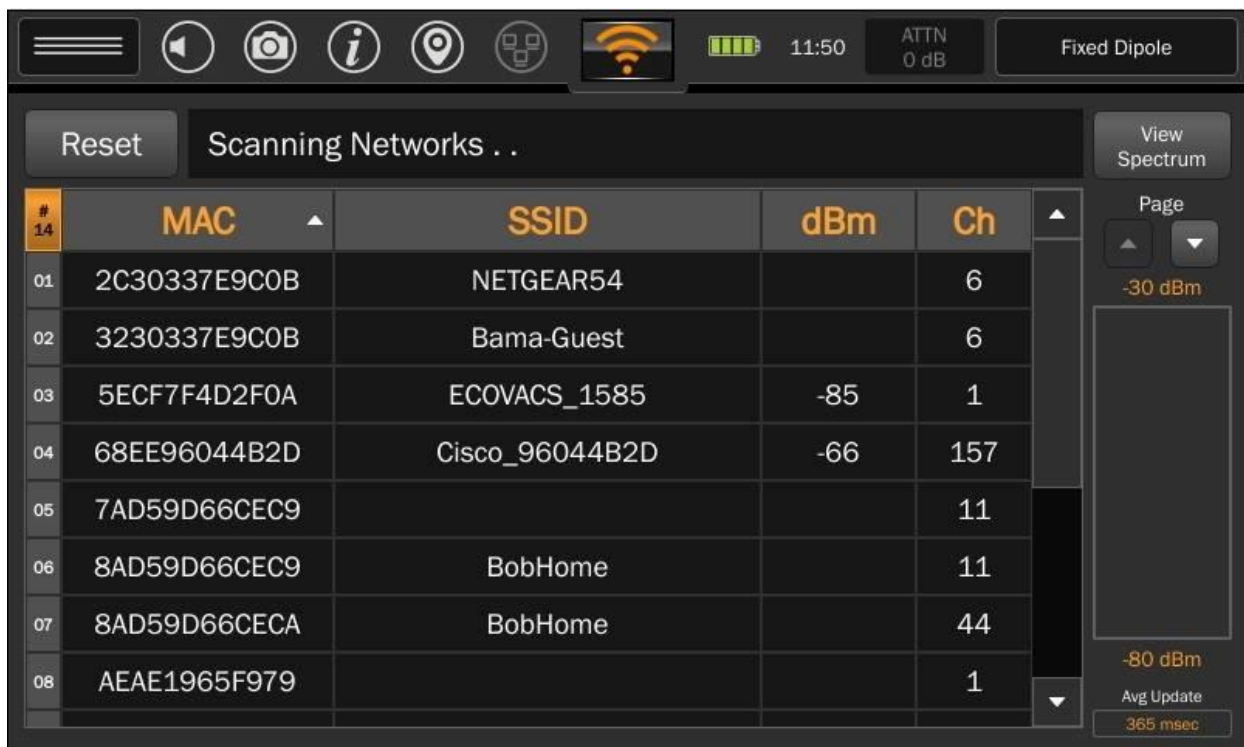 11:50
ATTN
0 dB
Fixed Dipole
Reset
Scanning Networks . .
View
Spectrum
#
14
MAC SSID dBm Ch
01 2C30337E9C0B NETGEAR54 6
02 3230337E9C0B Bama-Guest 6
03 5ECF7F4D2F0A ECOVACS_1585 -85 1
04 68EE96044B2D Cisco_96044B2D -66 157
05 7AD59D66CEC9 11
06 8AD59D66CEC9 BobHome 11
07 8AD59D66CECA BobHome 44
08 AEAE1965F979 1
Page
-30 dBm
-80 dBm
Avg Update
365 msec